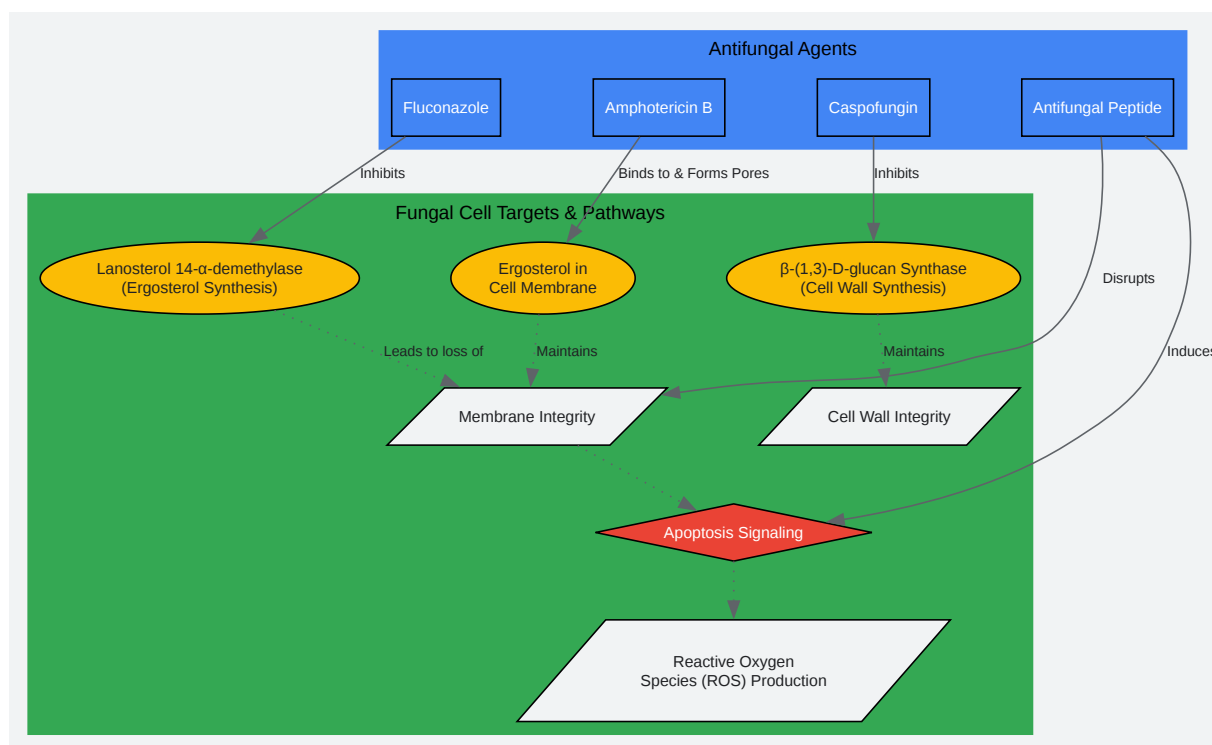 Antifungal Agents
Fluconazole
Amphotericin B
Caspofungin
Antifungal Peptide
Inhibits
Binds to & Forms Pores
Inhibits
Fungal Cell Targets & Pathways
Lanosterol 14-α-demethylase
(Ergosterol Synthesis)
Ergosterol in
Cell Membrane
β-(1,3)-D-glucan Synthase
(Cell Wall Synthesis)
Disrupts
Leads to loss of
Maintains
Maintains
Induces
Membrane Integrity
Cell Wall Integrity
Apoptosis Signaling
Reactive Oxygen
Species (ROS) Production